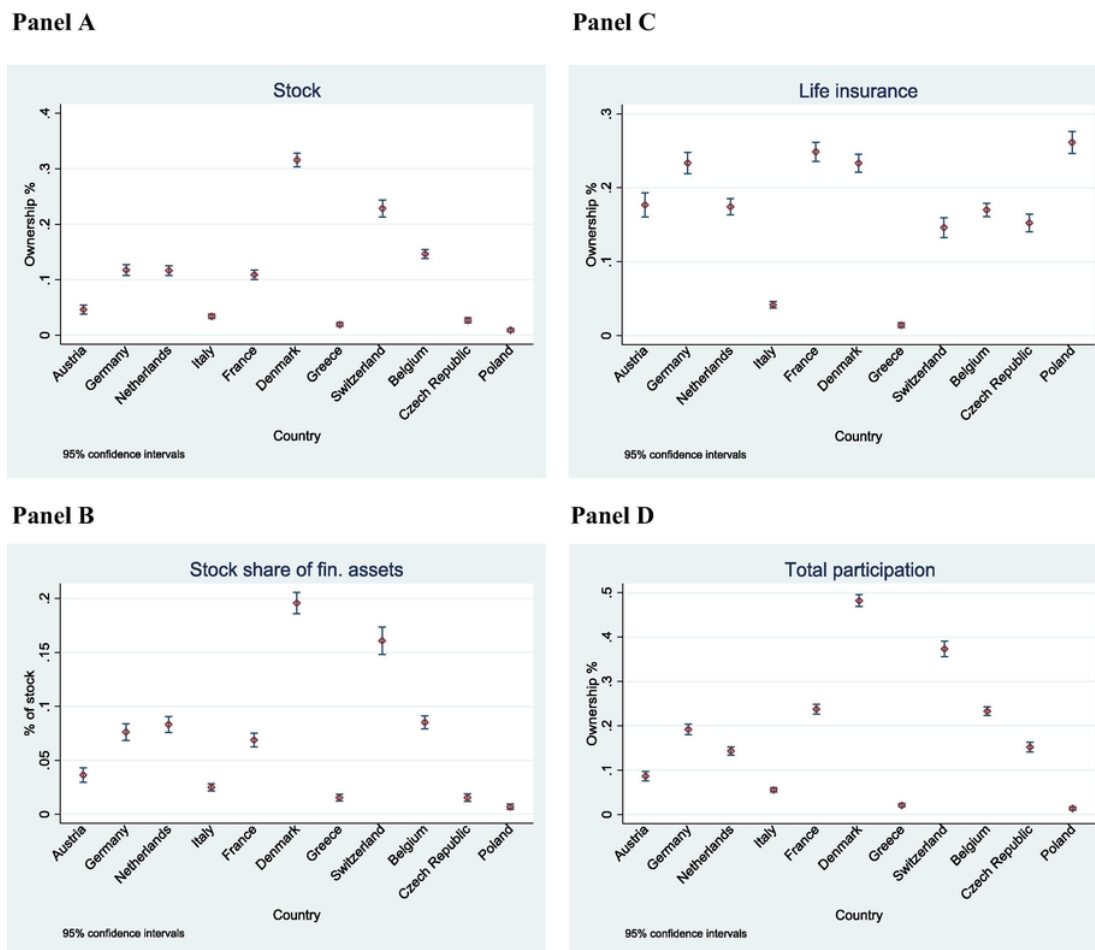 Panel A
Stock
Ownership %
.4
.3
.2
.1
0
Austria
Germany
Netherlands
Italy
France
Denmark
Greece
Switzerland
Belgium
Czech Republic
Poland
Country
95% confidence intervals
Panel C
Life insurance
Ownership %
.3
.2
.1
0
Austria
Germany
Netherlands
Italy
France
Denmark
Greece
Switzerland
Belgium
Czech Republic
Poland
Country
95% confidence intervals
Panel B
Stock share of fin. assets
% of stock
.2
.15
.1
.05
0
Austria
Germany
Netherlands
Italy
France
Denmark
Greece
Switzerland
Belgium
Czech Republic
Poland
Country
95% confidence intervals
Panel D
Total participation
Ownership %
.5
.4
.3
.2
.1
0
Austria
Germany
Netherlands
Italy
France
Denmark
Greece
Switzerland
Belgium
Czech Republic
Poland
Country
95% confidence intervals